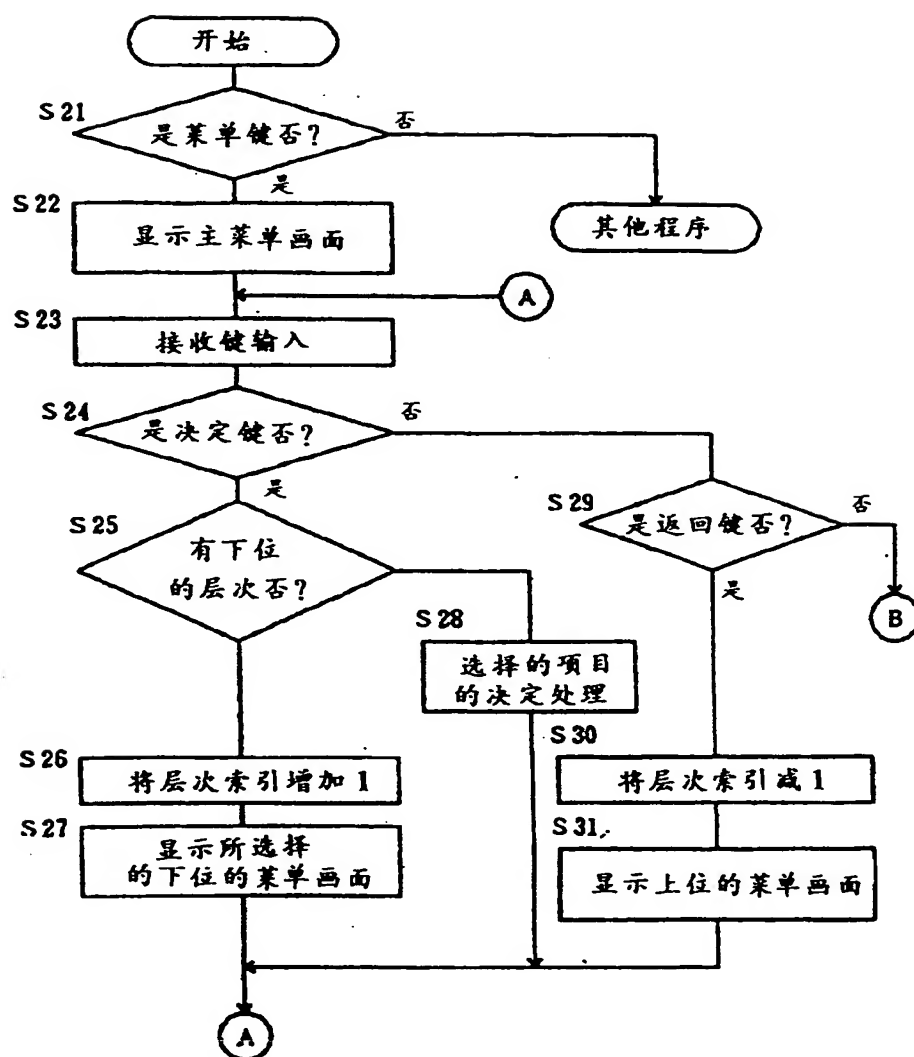 开始
S21
是菜单键否?
否
是
S22
显示主菜单画面
其他程序
A
S23
接收键输入
S24
是决定键否?
否
是
S25
有下位
的层次否?
S29
是返回键否?
否
是
B
S28
选择的项目
的决定处理
S26
将层次索引增加1
S30
将层次索引减1
S27
显示所选择
的下位的菜单画面
S31
显示上位的菜单画面
A